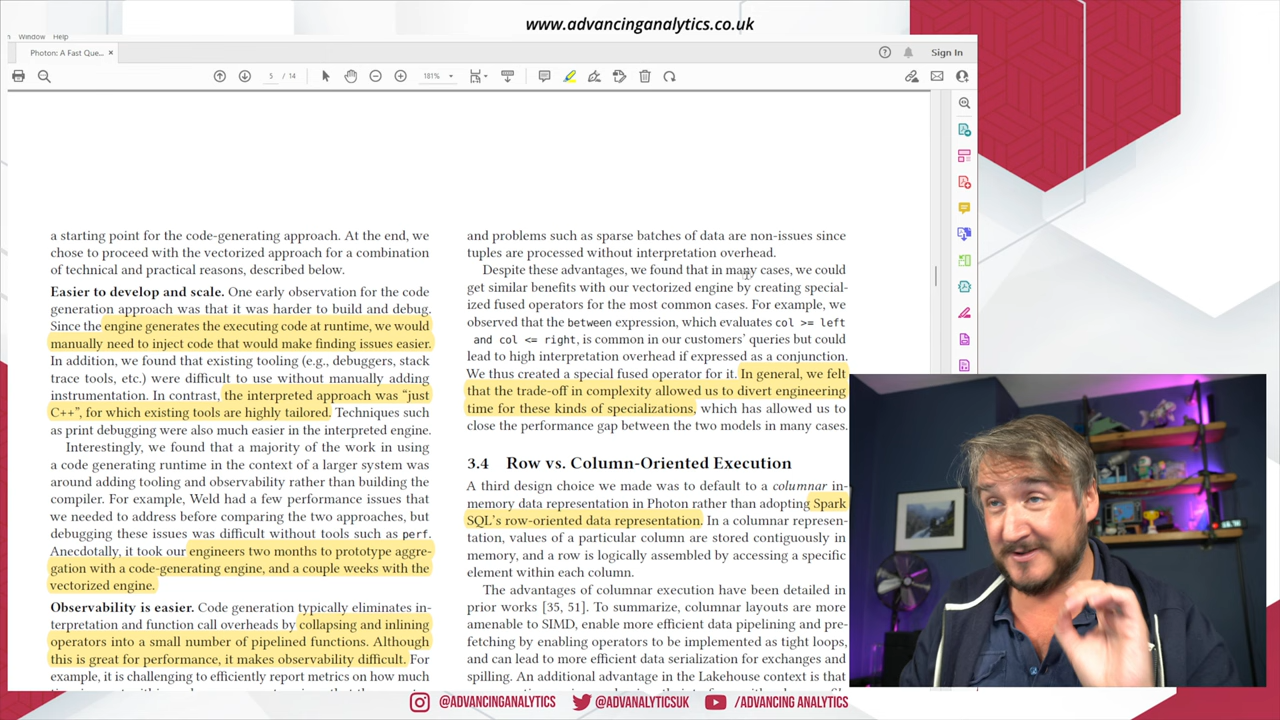 www.advancinganalytics.co.uk
Window Help
Photon: A Fast Que... ×
Sign In
5 / 14
181%
a starting point for the code-generating approach. At the end, we
chose to proceed with the vectorized approach for a combination
of technical and practical reasons, described below.
Easier to develop and scale. One early observation for the code
generation approach was that it was harder to build and debug.
Since the engine generates the executing code at runtime, we would
manually need to inject code that would make finding issues easier.
In addition, we found that existing tooling (e.g., debuggers, stack
trace tools, etc.) were difficult to use without manually adding
instrumentation. In contrast, the interpreted approach was "just
C++", for which existing tools are highly tailored. Techniques such
as print debugging were also much easier in the interpreted engine.
Interestingly, we found that a majority of the work in using
a code generating runtime in the context of a larger system was
around adding tooling and observability rather than building the
compiler. For example, Weld had a few performance issues that
we needed to address before comparing the two approaches, but
debugging these issues was difficult without tools such as perf.
Anecdotally, it took our engineers two months to prototype aggre-
gation with a code-generating engine, and a couple weeks with the
vectorized engine.
Observability is easier. Code generation typically eliminates in-
terpretation and function call overheads by collapsing and inlining
operators into a small number of pipelined functions. Although
this is great for performance, it makes observability difficult. For
example, it is challenging to efficiently report metrics on how much
and problems such as sparse batches of data are non-issues since
tuples are processed without interpretation overhead.
Despite these advantages, we found that in many cases, we could
get similar benefits with our vectorized engine by creating special-
ized fused operators for the most common cases. For example, we
observed that the between expression, which evaluates col >= left
and col <= right, is common in our customers' queries but could
lead to high interpretation overhead if expressed as a conjunction.
We thus created a special fused operator for it. In general, we felt
that the trade-off in complexity allowed us to divert engineering
time for these kinds of specializations, which has allowed us to
close the performance gap between the two models in many cases.
3.4 Row vs. Column-Oriented Execution
A third design choice we made was to default to a columnar in-
memory data representation in Photon rather than adopting Spark
SQL's row-oriented data representation. In a columnar represen-
tation, values of a particular column are stored contiguously in
memory, and a row is logically assembled by accessing a specific
element within each column.
The advantages of columnar execution have been detailed in
prior works [35, 51]. To summarize, columnar layouts are more
amenable to SIMD, enable more efficient data pipelining and pre-
fetching by enabling operators to be implemented as tight loops,
and can lead to more efficient data serialization for exchanges and
spilling. An additional advantage in the Lakehouse context is that
@ADVANCINGANALYTICS
@ADVANALYTICSUK
/ADVANCING ANALYTICS